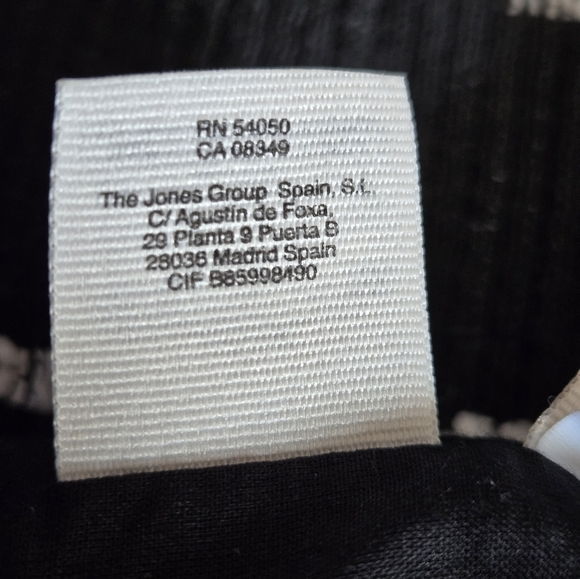 RN 54050
CA 08349
The Jones Group Spain, S.L.
C/ Agustin de Foxa,
29 Planta 9 Puerta B
28036 Madrid Spain
CIF B85998490